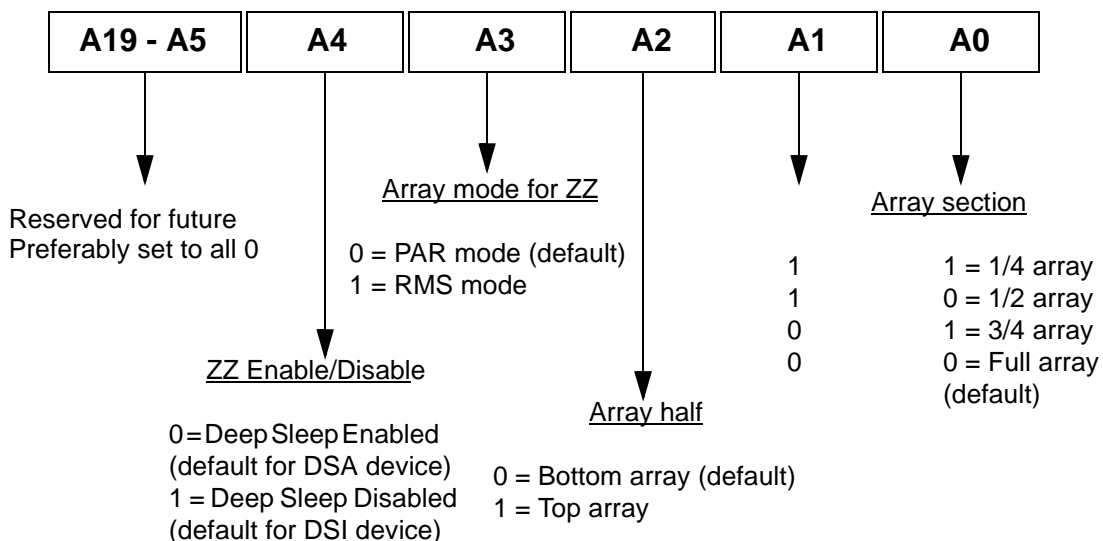 A19 - A5 A4 A3 A2 A1 A0
Reserved for future
Preferably set to all 0
ZZ Enable/Disable
0=Deep Sleep Enabled
(default for DSA device)
1 = Deep Sleep Disabled
(default for DSI device)
Array mode for ZZ
0 = PAR mode (default)
1 = RMS mode
Array half
0 = Bottom array (default)
1 = Top array
Array section
1 1 = 1/4 array
1 0 = 1/2 array
0 1 = 3/4 array
0 0 = Full array
(default)